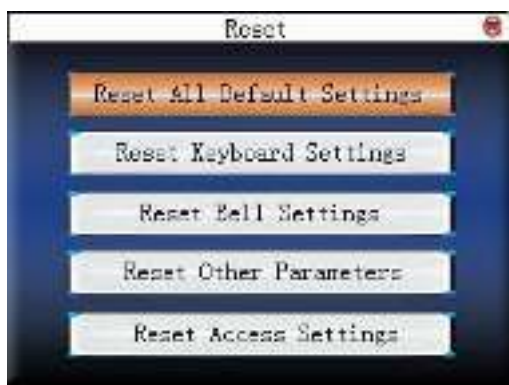 Reset
Reset All Default Settings
Reset Keyboard Settings
Reset Bell Settings
Reset Other Parameters
Reset Access Settings